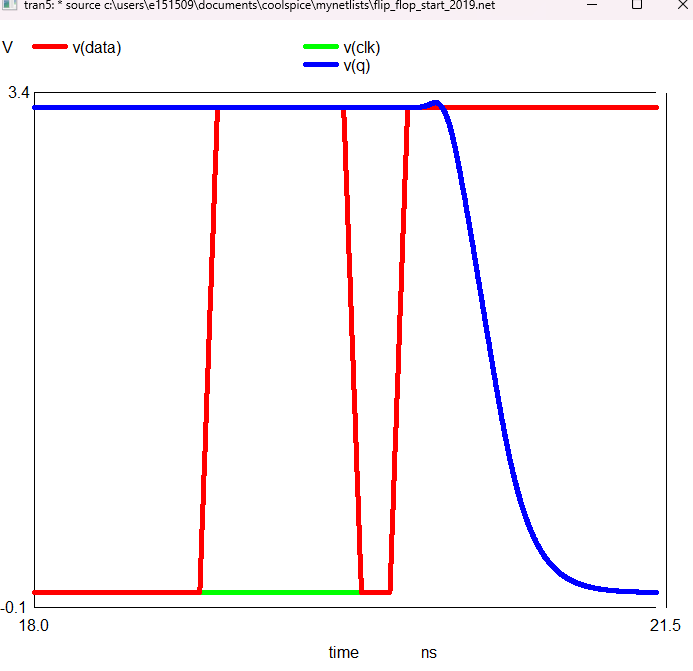 tran5: * source c:\users\e151509\documents\coolspice\mynetlists\flip_flop_start_2019.net
V v(data) v(clk)
v(q)
3.4
-0.1
18.0 21.5
time ns